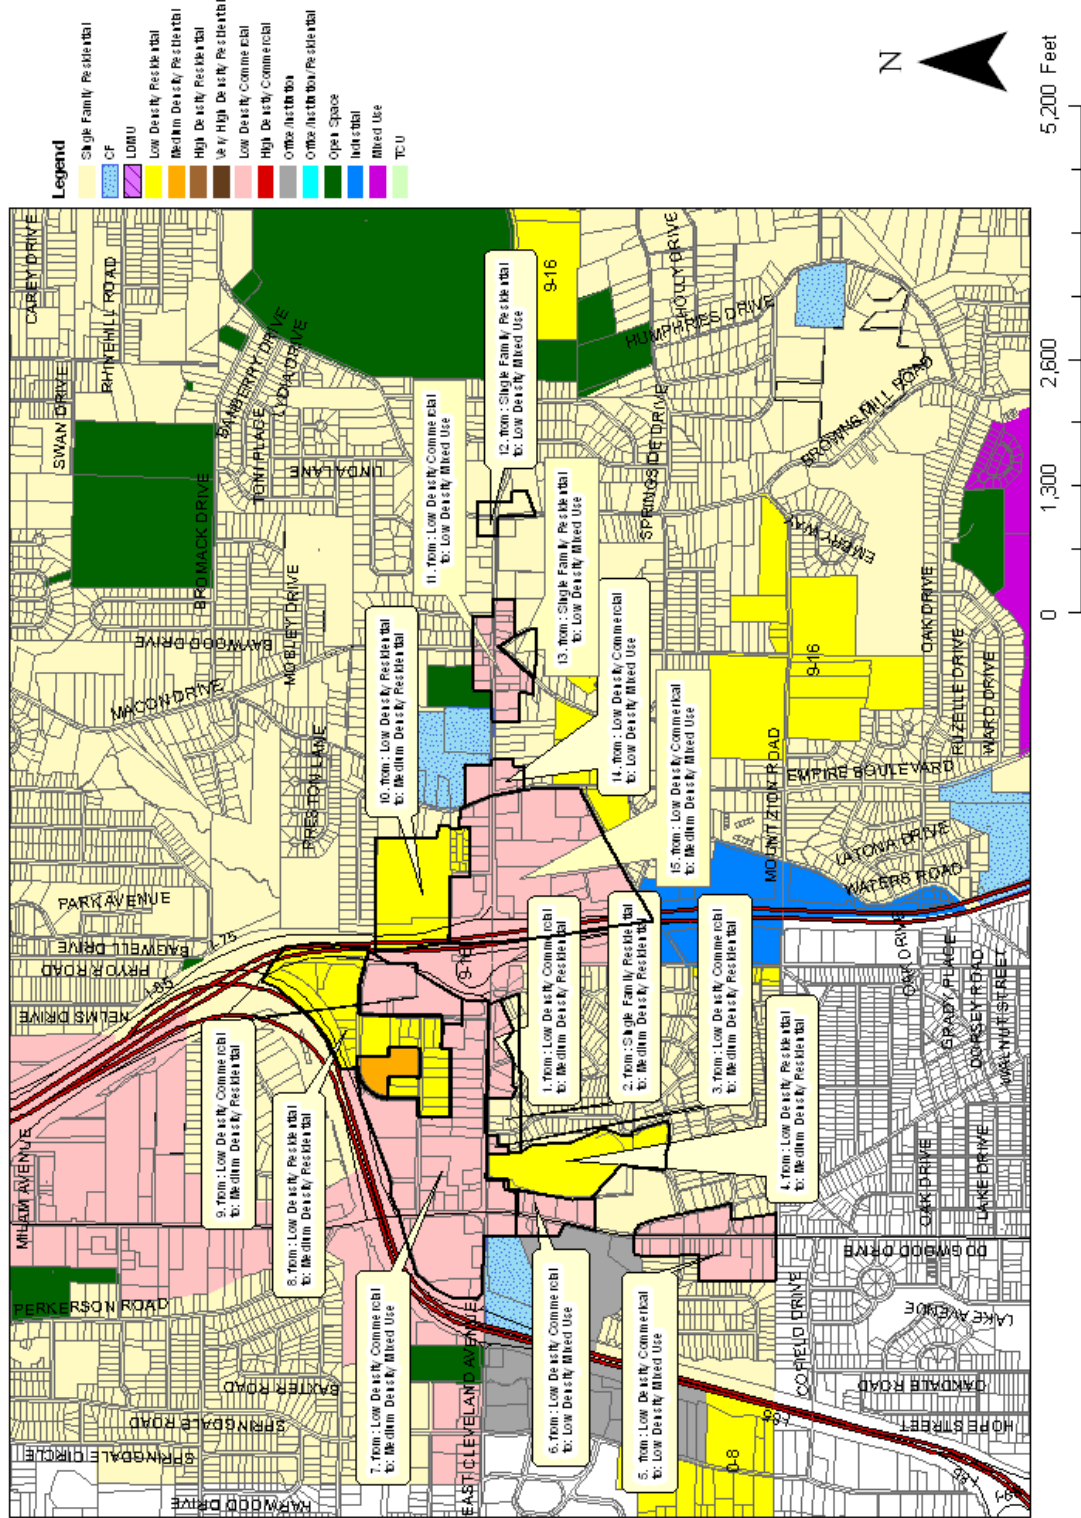 Legend
Single Family Residential
CF
LDMU
Low Density Residential
Medium Density Residential
High Density Residential
Very High Density Residential
Low Density Commercial
High Density Commercial
Office/Institution
Office/Institution/Residential
Open Space
Industrial
Mixed Use
TCU
N
0 1,300 2,600 5,200 Feet
CAREY DRIVE
RHINEHILL ROAD
SWAN DRIVE
BANBERRY DRIVE
LYDIA DRIVE
TONI PLACE
LINDA LANE
BROMACK DRIVE
BAYWOOD DRIVE
MOBLEY DRIVE
MACON DRIVE
PRESTON LANE
PARK AVENUE
BAGWELL DRIVE
PRYOR ROAD
NELMS DRIVE
I-75
I-85
MILAM AVENUE
PERKERSON ROAD
BAXTER ROAD
SPRINGDALE ROAD
SPRINGDALE CIRCLE
HARWOOD DRIVE
EAST CLEVELAND AVENUE
9-16
HOLLY DRIVE
HUMPHRIES DRIVE
SPRINGSIDE DRIVE
BROWNS MILL ROAD
EMERY WAY
OAK DRIVE
RUZELLE DRIVE
WARD DRIVE
9-16
MOUNT ZION ROAD
EMPIRE BOULEVARD
LATONA DRIVE
WATERS ROAD
OAK DRIVE
GRADY PLACE
DORSEY ROAD
WALNUT STREET
OAK DRIVE
LAKE DRIVE
DOGWOOD DRIVE
LAKE AVENUE
COFIELD DRIVE
OAKDALE ROAD
HOPE STREET
0-8
I-85
1. from: Low Density Commercial
to: Medium Density Residential
2. from: Single Family Residential
to: Medium Density Residential
3. from: Low Density Commercial
to: Medium Density Residential
4. from: Low Density Residential
to: Medium Density Residential
5. from: Low Density Commerical
to: Low Density Mixed Use
6. from: Low Density Commercial
to: Low Density Mixed Use
7. from: Low Density Commercial
to: Medium Density Mixed Use
8. from: Low Density Residential
to: Medium Density Residential
9. from: Low Density Commercial
to: Medium Density Residential
10. from: Low Density Residential
to: Medium Density Residential
11. from: Low Density Commercial
to: Low Density Mixed Use
12. from: Single Family Residential
to: Low Density Mixed Use
13. from: Single Family Residential
to: Low Density Mixed Use
14. from: Low Density Commercial
to: Low Density Mixed Use
15. from: Low Density Commerical
to: Medium Density Mixed Use